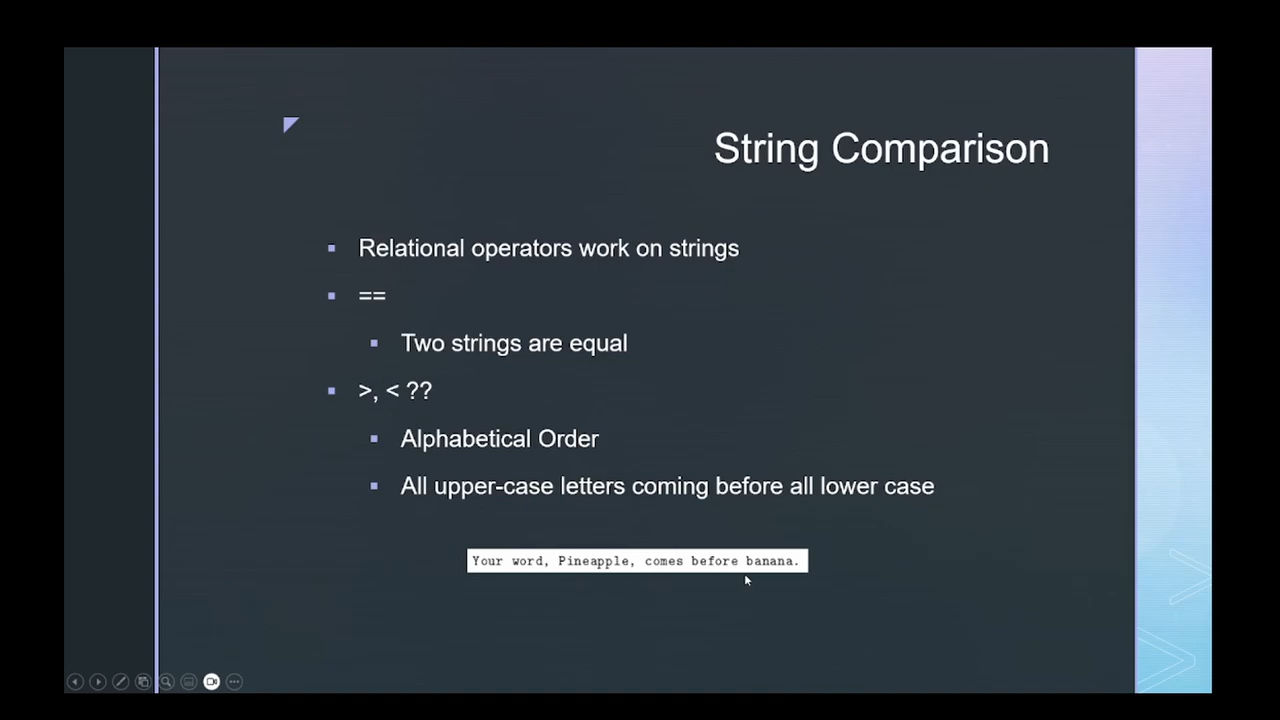 String Comparison
Relational operators work on strings
==
Two strings are equal
>, < ??
Alphabetical Order
All upper-case letters coming before all lower case
Your word, Pineapple, comes before banana.